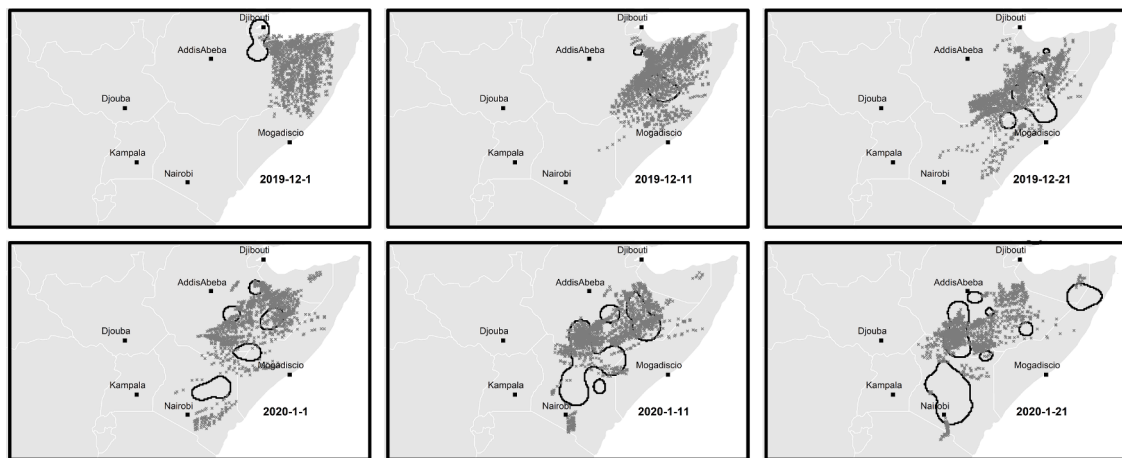 Djibouti
AddisAbeba
Djouba
Mogadiscio
Kampala
Nairobi
2019-12-1
Djibouti
AddisAbeba
Djouba
Mogadiscio
Kampala
Nairobi
2019-12-11
Djibouti
AddisAbeba
Djouba
Mogadiscio
Kampala
Nairobi
2019-12-21
Djibouti
AddisAbeba
Djouba
Mogadiscio
Kampala
Nairobi
2020-1-1
Djibouti
AddisAbeba
Djouba
Mogadiscio
Kampala
Nairobi
2020-1-11
Djibouti
AddisAbeba
Djouba
Mogadiscio
Kampala
Nairobi
2020-1-21